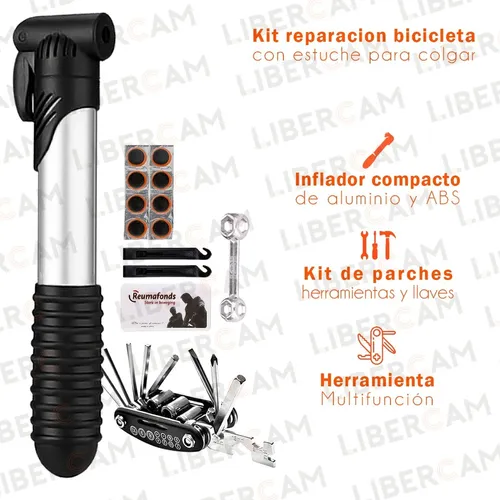 Kit reparacion bicicleta
con estuche para colgar
Inflador compacto
de aluminio y ABS
Kit de parches
herramientas y llaves
Reumafonds
Herramienta
Multifunción
LIBERCAM